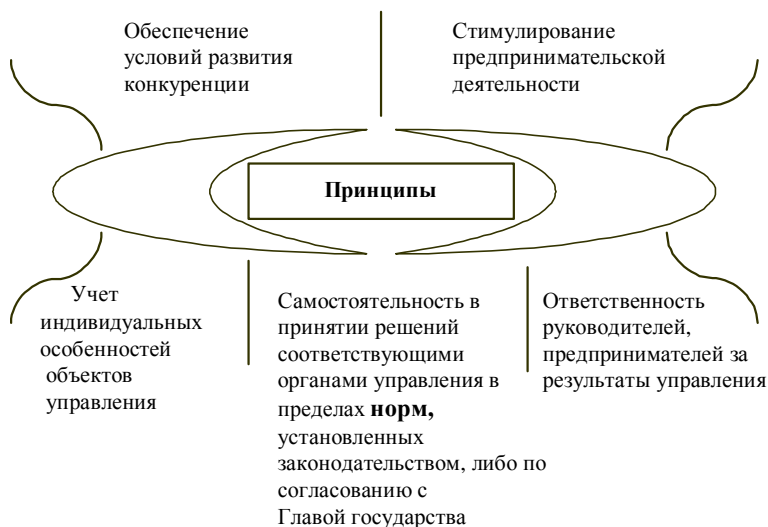 Обеспечение
условий развития
конкуренции
Стимулирование
предпринимательской
деятельности
Принципы
Учет
индивидуальных
особенностей
объектов
управления
Самостоятельность в
принятии решений
соответствующими
органами управления в
пределах норм,
установленных
законодательством, либо по
согласованию с
Главой государства
Ответственность
руководителей,
предпринимателей за
результаты управления